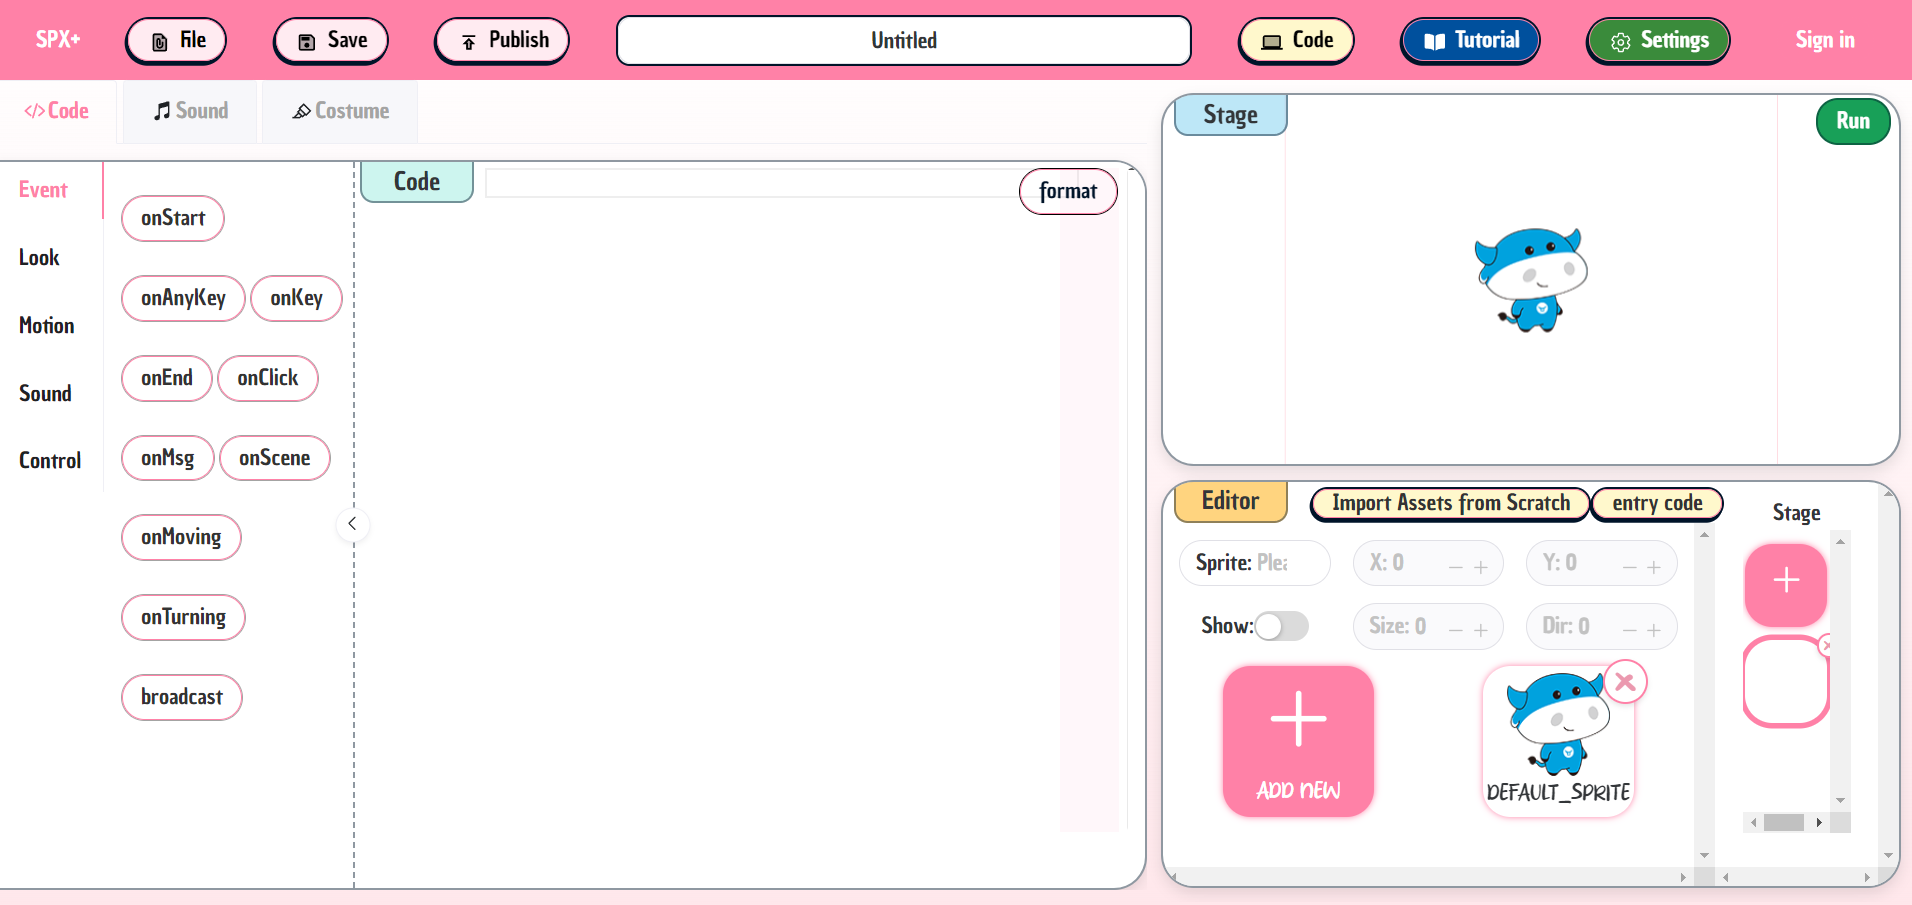 SPX+
File
Save
Publish
Untitled
Code
Tutorial
Settings
Sign in
</>Code
Sound
Costume
Event
Look
Motion
Sound
Control
onStart
onAnyKey onKey
onEnd onClick
onMsg onScene
onMoving
onTurning
broadcast
Code
format
Stage
Run
Editor
Import Assets from Scratch
entry code
Sprite:
X: 0
Y: 0
Show:
Size: 0
Dir: 0
ADD NEW
DEFAULT_SPRITE
Stage